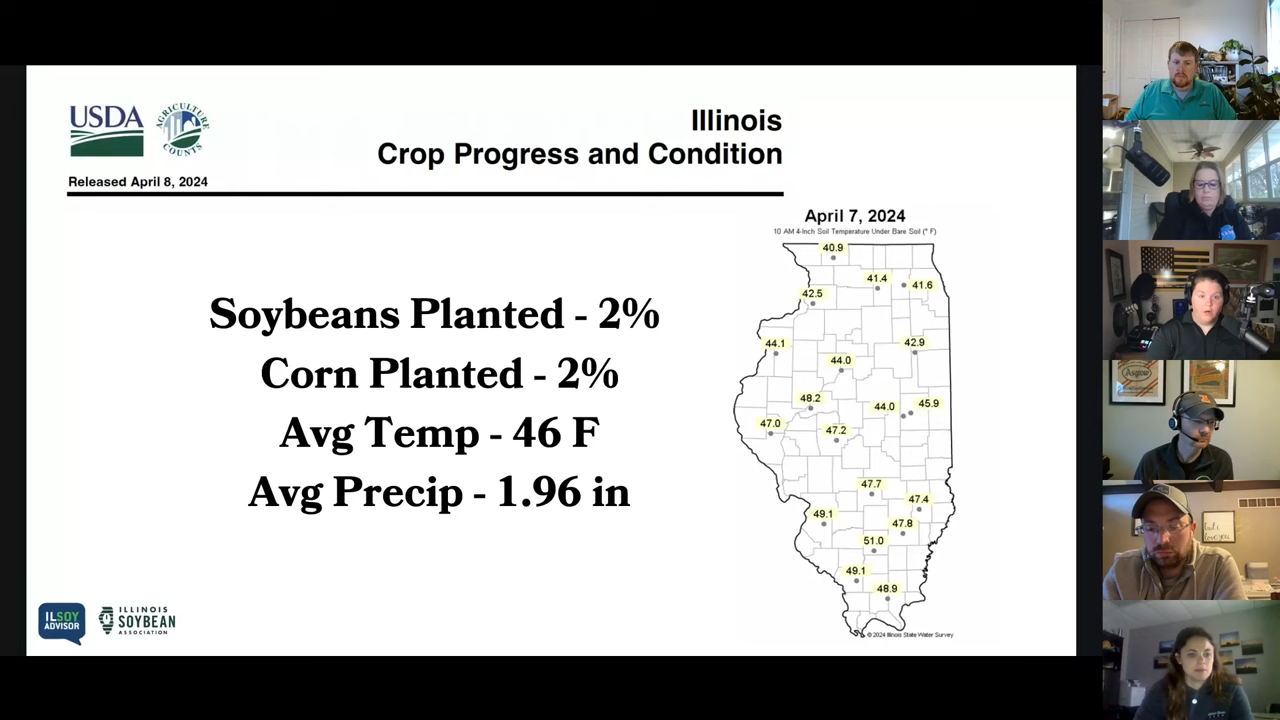 USDA
AGRICULTURE
COUNTS
Illinois
Crop Progress and Condition
Released April 8, 2024
April 7, 2024
10 AM 4-Inch Soil Temperature Under Bare Soil (° F)
40.9
41.4
41.6
42.5
44.1
42.9
44.0
48.2
44.0
45.9
47.0
47.2
47.7
47.4
49.1
47.8
51.0
49.1
48.9
© 2024 Illinois State Water Survey
Soybeans Planted - 2%
Corn Planted - 2%
Avg Temp - 46 F
Avg Precip - 1.96 in
ILSOY
ADVISOR
ILLINOIS
SOYBEAN
ASSOCIATION
Asgrow